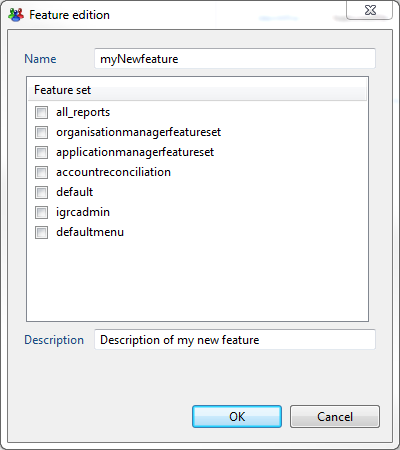 Feature edition
Name myNewfeature
Feature set
all_reports
organisationmanagerfeatureset
applicationmanagerfeatureset
accountreconciliation
default
igrcadmin
defaultmenu
Description Description of my new feature
OK Cancel